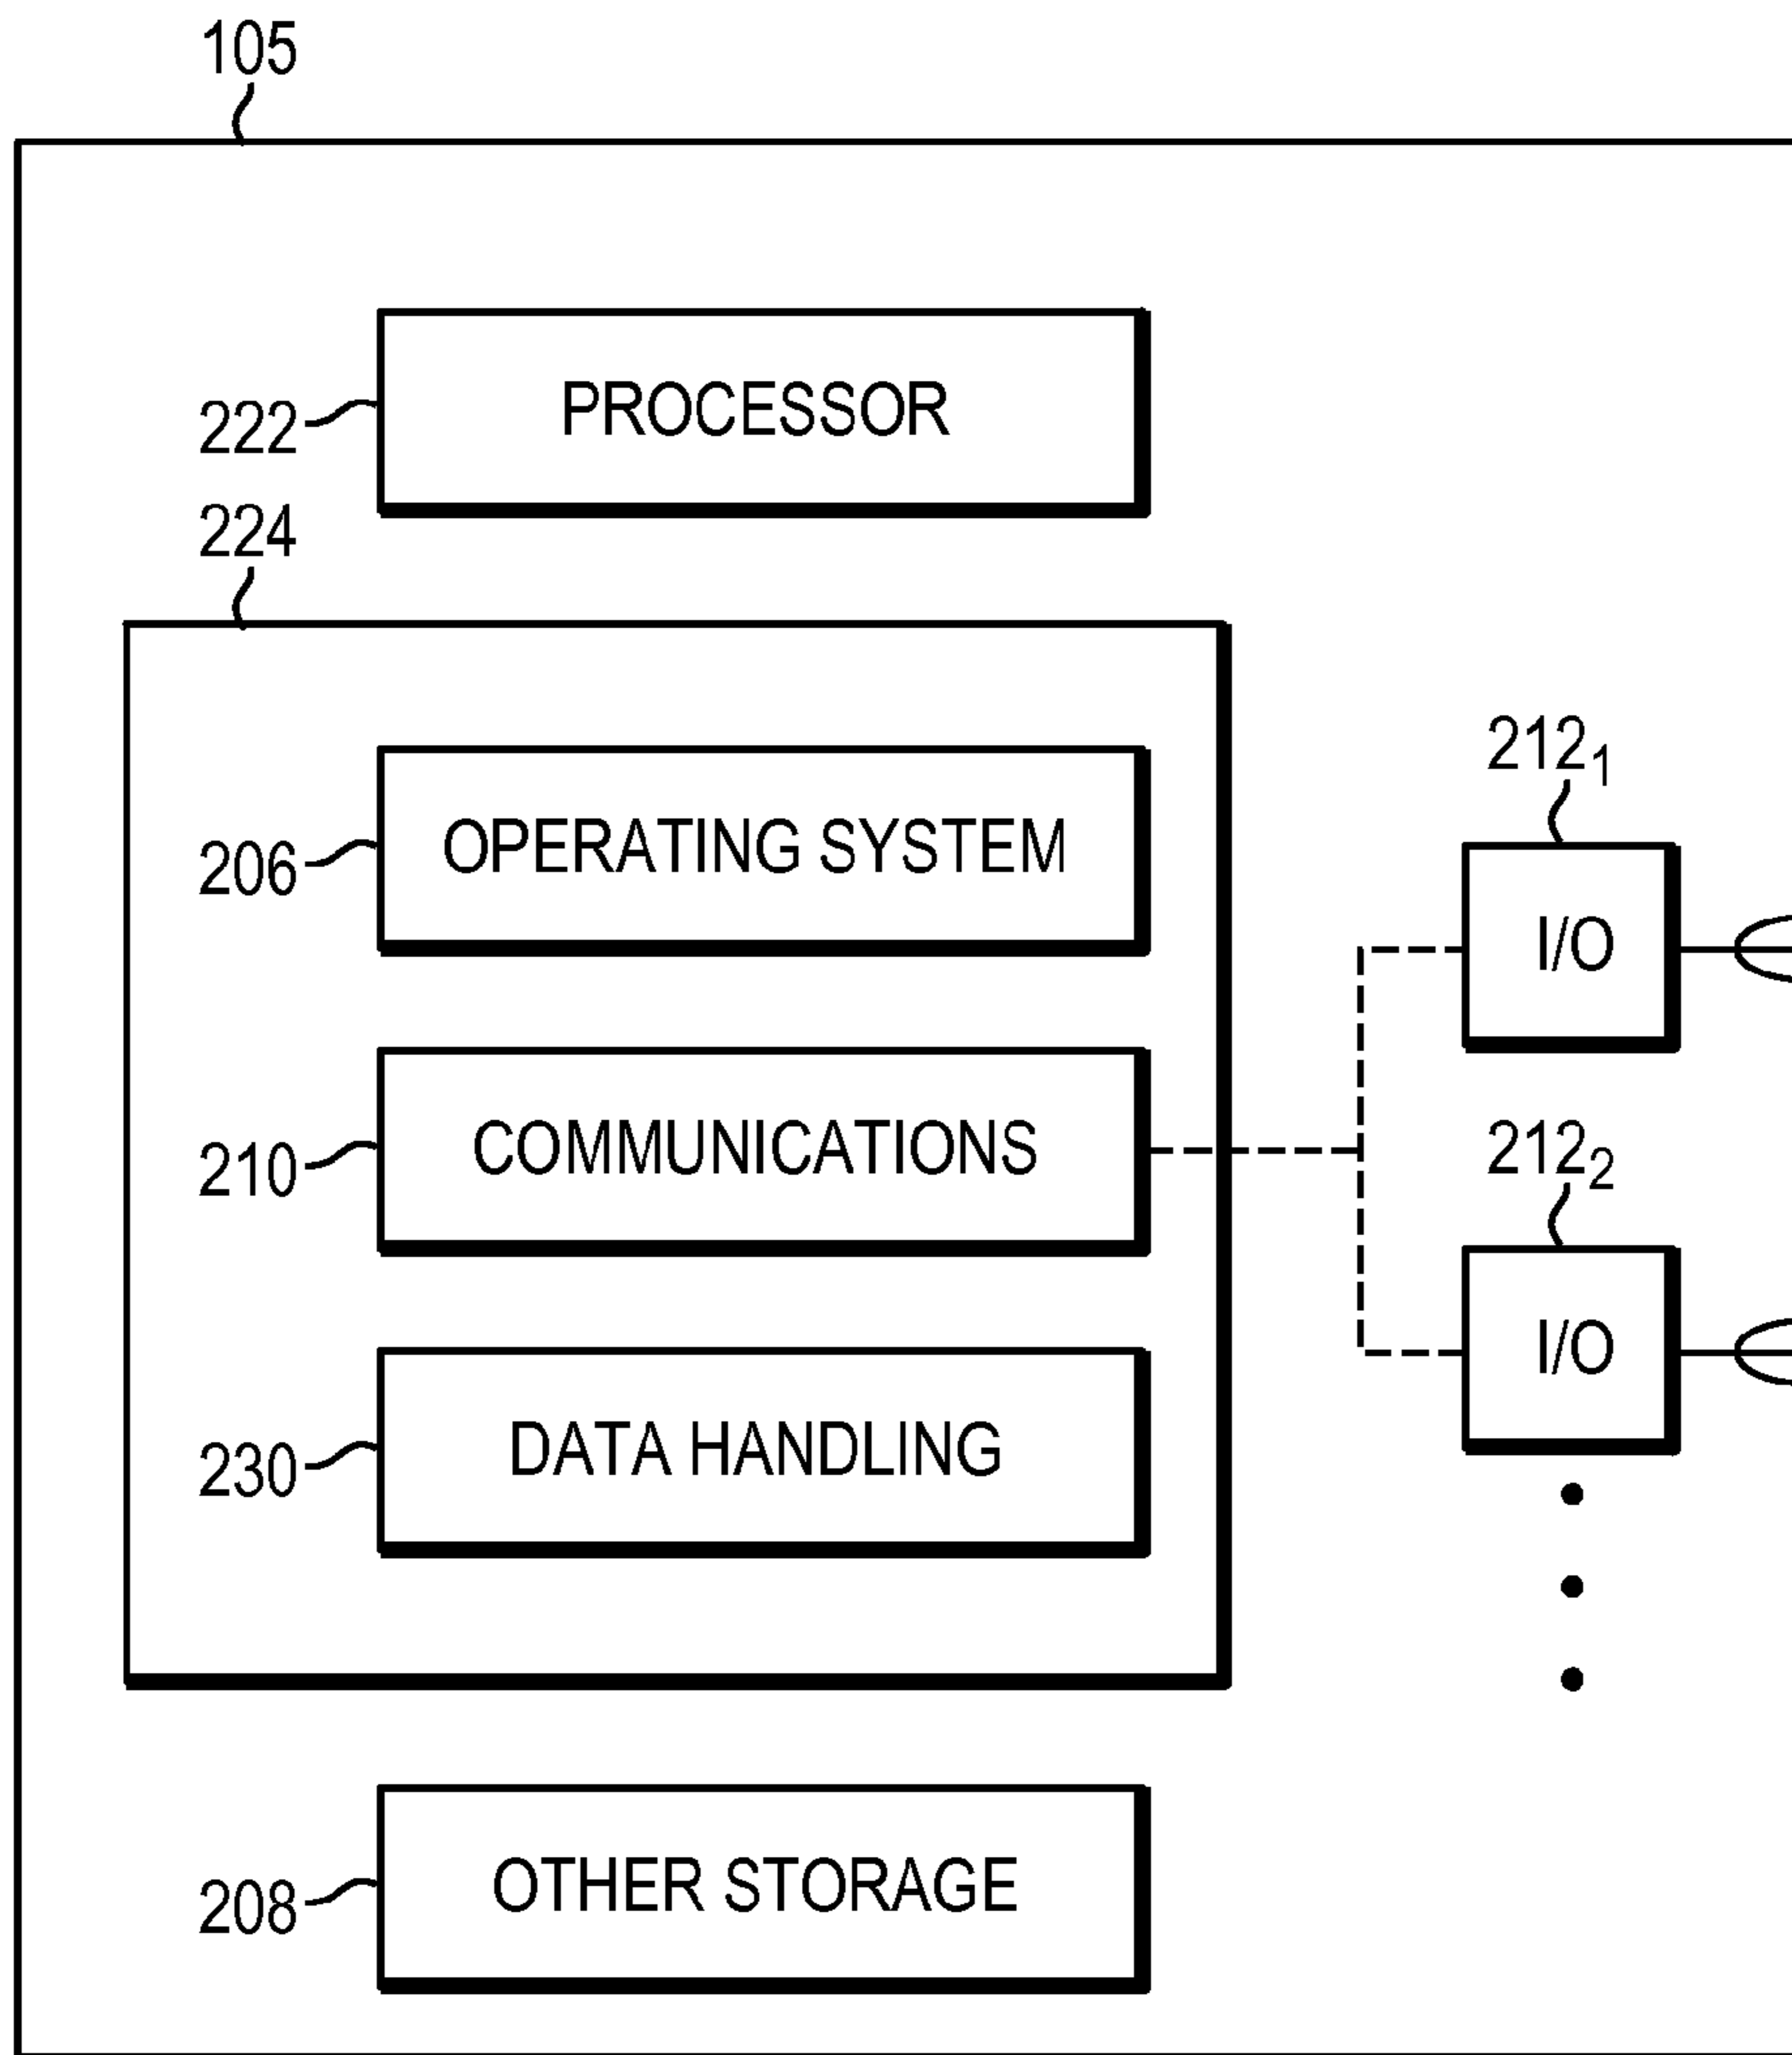 105
222
PROCESSOR
224
206
OPERATING SYSTEM
212₁
I/O
210
COMMUNICATIONS
212₂
I/O
230
DATA HANDLING
208
OTHER STORAGE